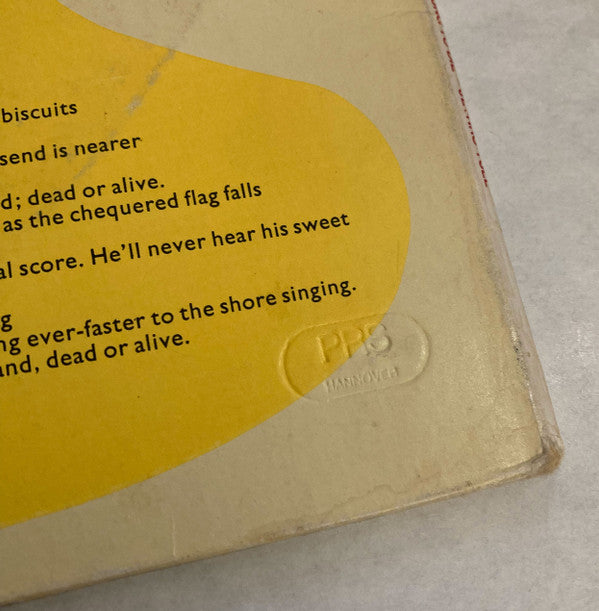 biscuits
send is nearer
d; dead or alive.
as the chequered flag falls
al score. He'll never hear his sweet
g
ng ever-faster to the shore singing.
and, dead or alive.
PRS
HANNOVER